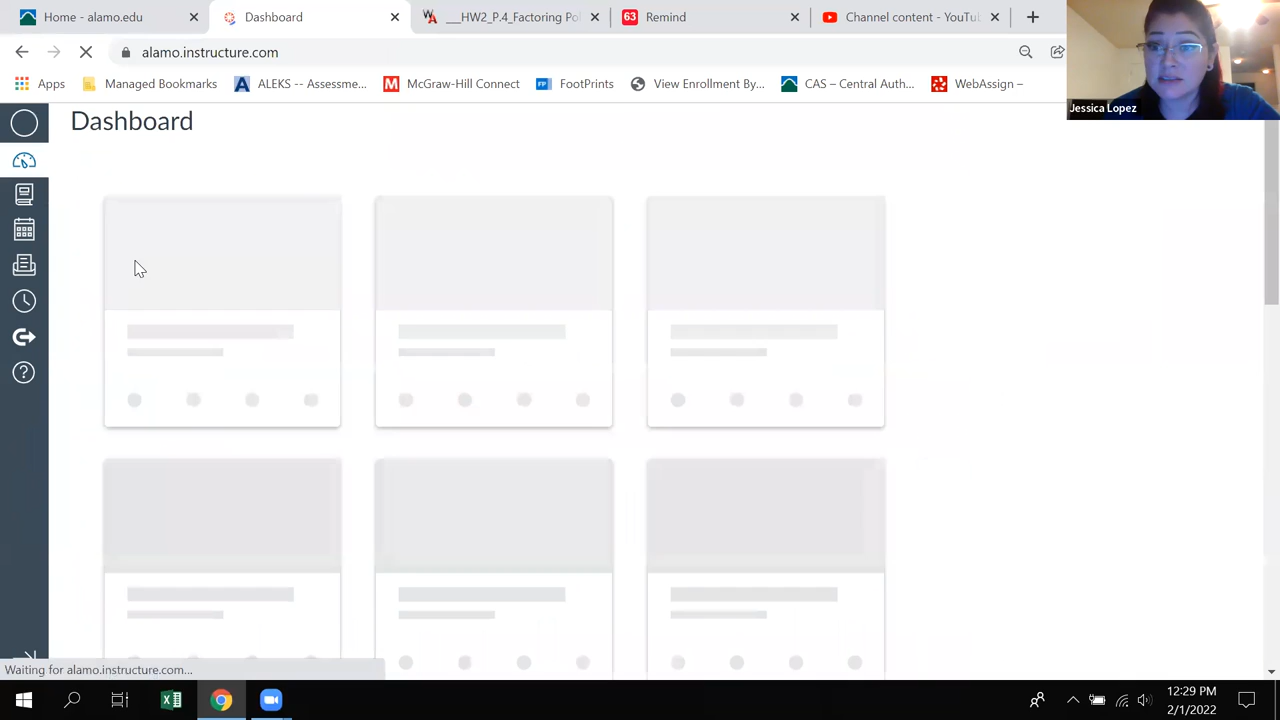 Home - alamo.edu
Dashboard
___HW2_P.4_Factoring Po
63 Remind
Channel content - YouTu
alamo.instructure.com
Apps
Managed Bookmarks
ALEKS -- Assessme...
McGraw-Hill Connect
FootPrints
View Enrollment By...
CAS – Central Auth...
WebAssign –
Jessica Lopez
Dashboard
Waiting for alamo.instructure.com...
12:29 PM
2/1/2022